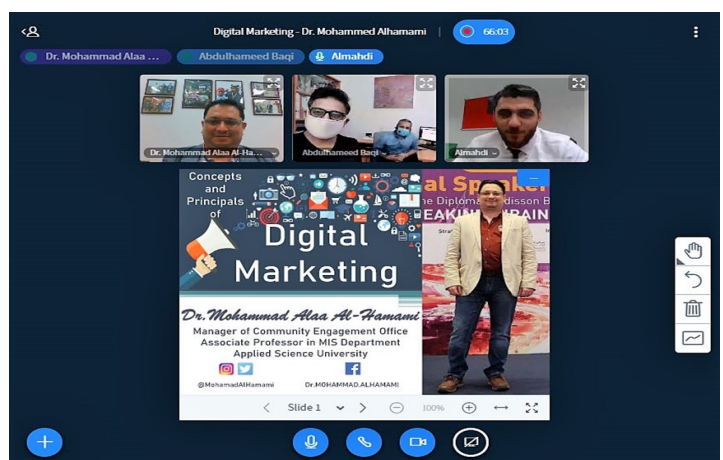 Digital Marketing - Dr. Mohammed Alhamami
66:03
Dr. Mohammad Alaa ...
Abdulhameed Baqi
Almahdi
Dr. Mohammad Alaa Al-Ha...
Abdulhameed Baqi
Almahdi
Concepts
and
Principals
of
Digital
Marketing
Dr. Mohammad Alaa Al-Hamami
Manager of Community Engagement Office
Associate Professor in MIS Department
Applied Science University
@MohamadAlHamami
Dr.MOHAMMAD.ALHAMAMI
al Speaker
Slide 1
100%